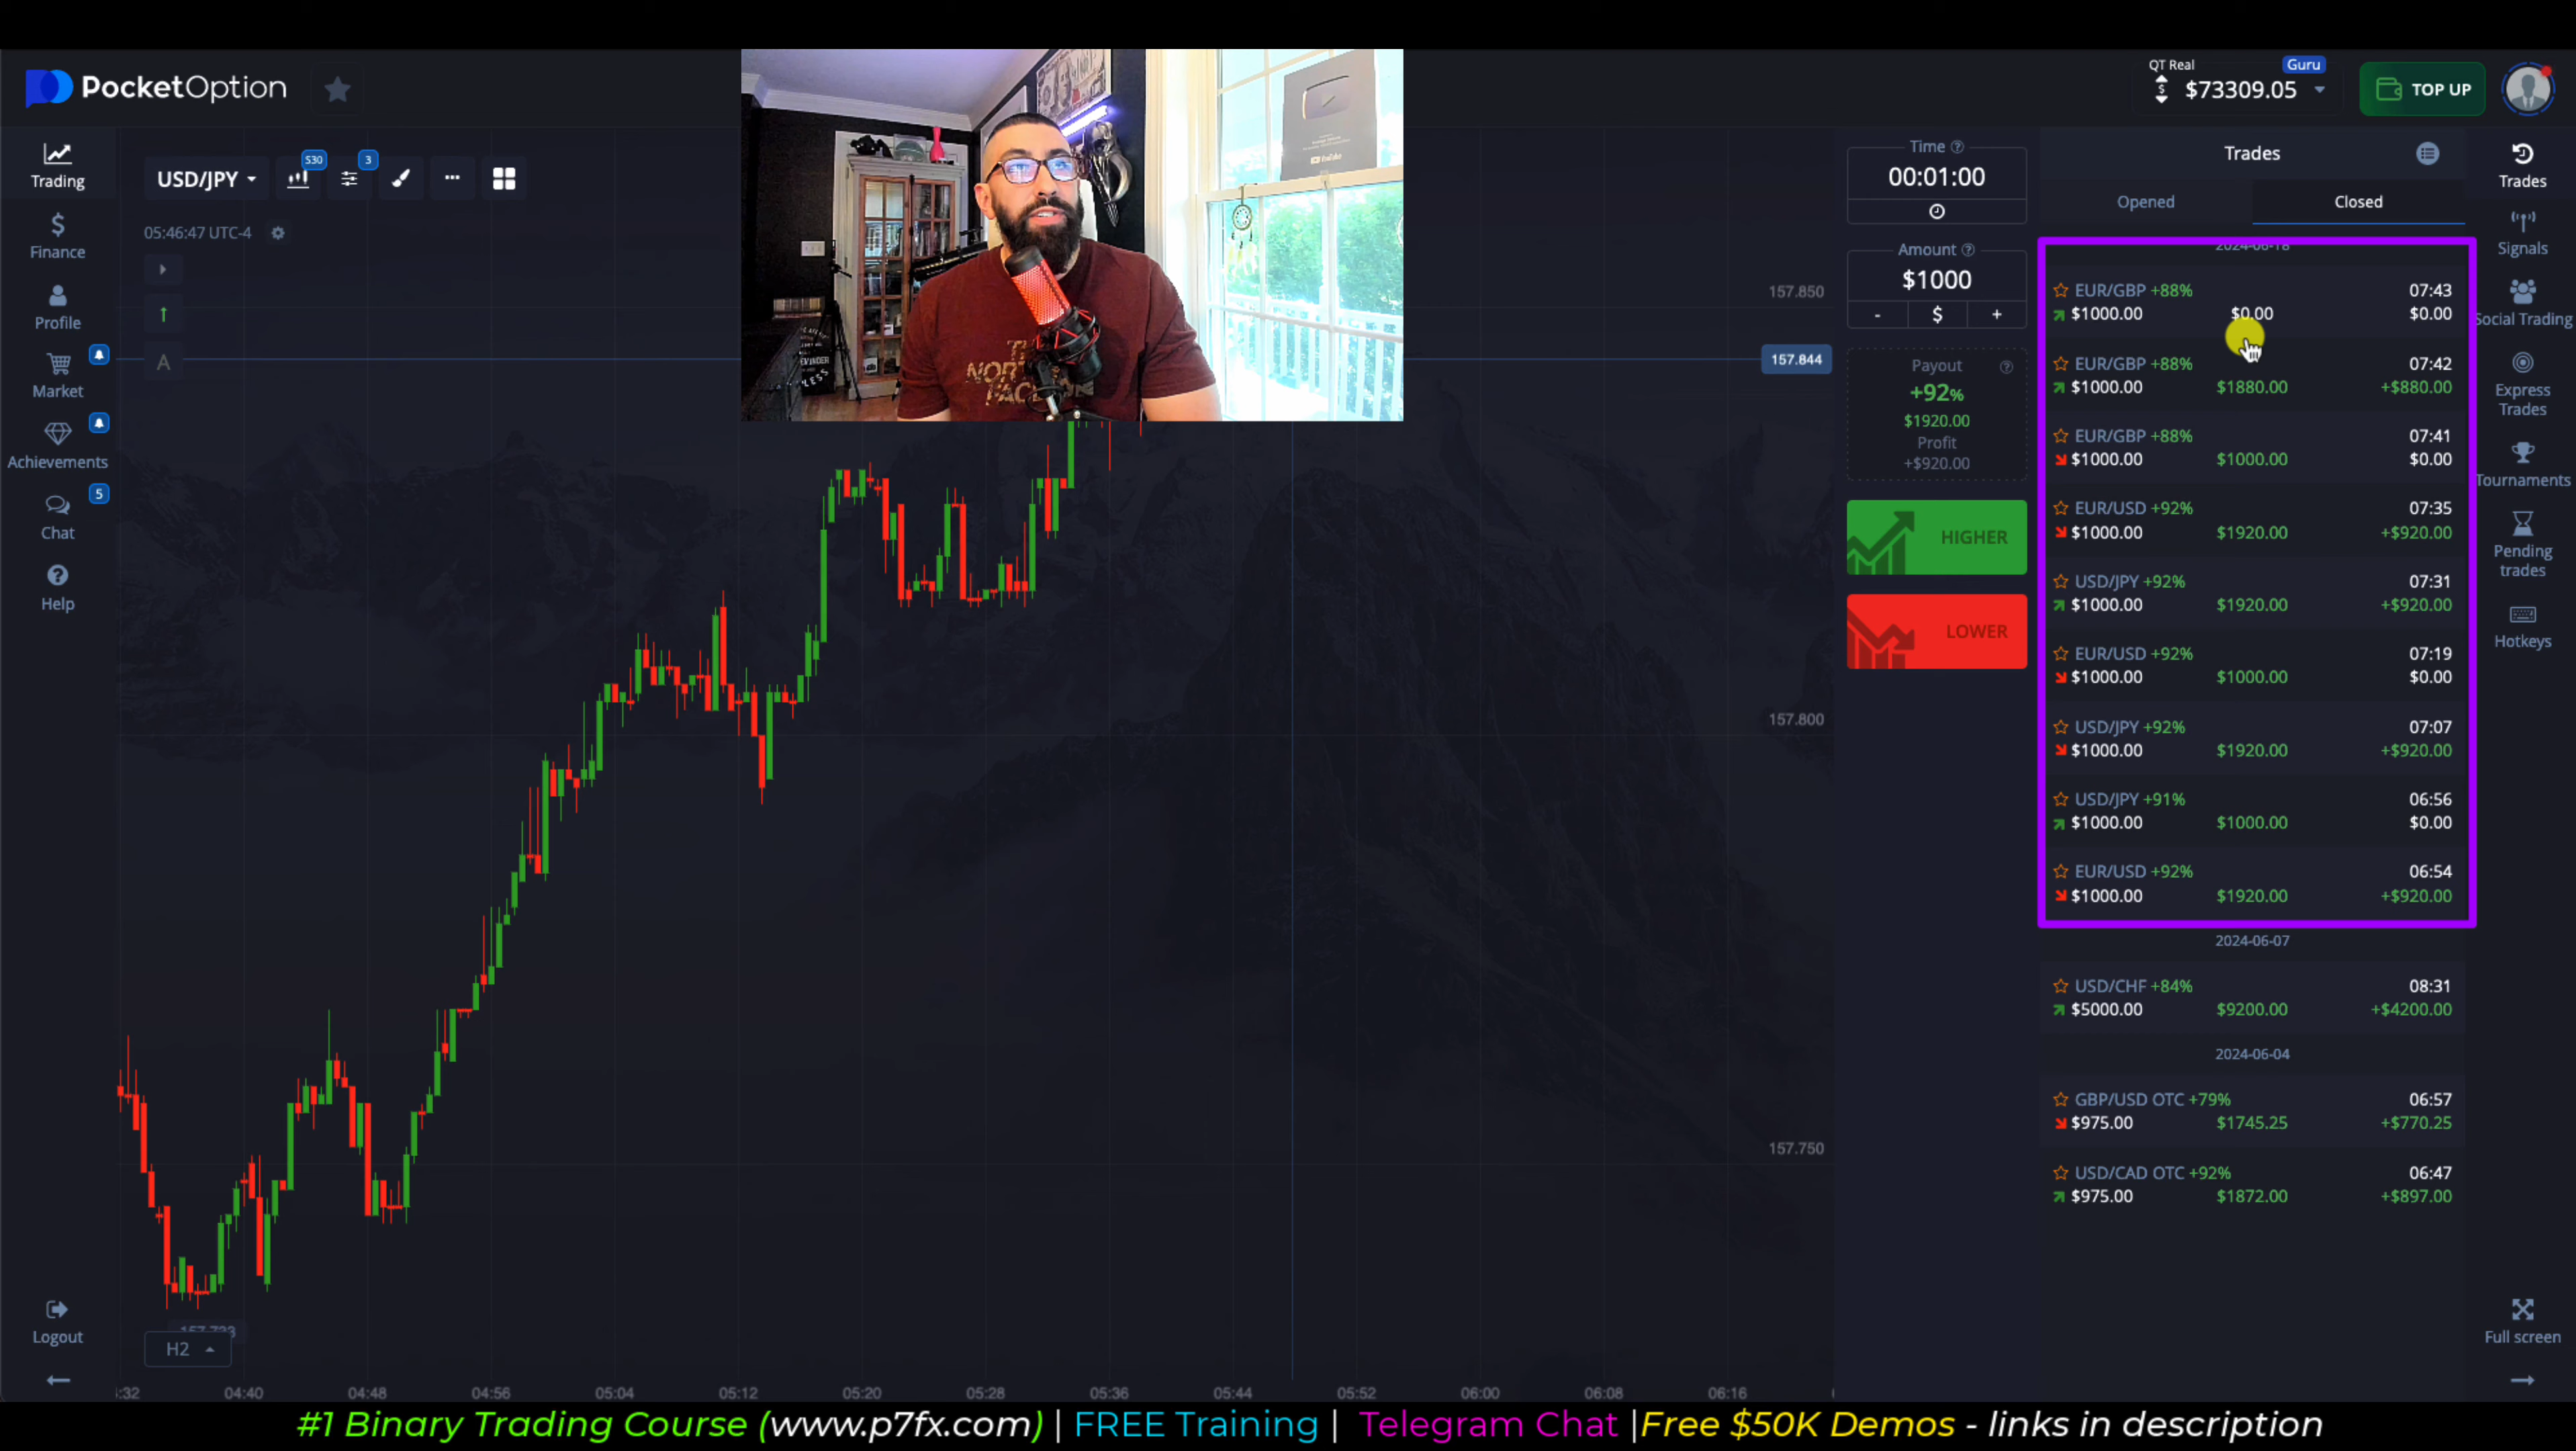 PocketOption
QT Real
Guru
$73309.05
TOP UP
Trading
Finance
Profile
Market
Achievements
5
Chat
Help
Logout
USD/JPY
S30
3
05:46:47 UTC-4
A
157.850
157.844
157.800
157.750
H2
:32 04:40 04:48 04:56 05:04 05:12 05:20 05:28 05:36 05:44 05:52 06:00 06:08 06:16
YouTube
Time
00:01:00
Amount
$1000
- $ +
Payout
+92%
$1920.00
Profit
+$920.00
HIGHER
LOWER
Trades
Opened Closed
2024-06-18
EUR/GBP +88% 07:43
$1000.00 $0.00 $0.00
EUR/GBP +88% 07:42
$1000.00 $1880.00 +$880.00
EUR/GBP +88% 07:41
$1000.00 $1000.00 $0.00
EUR/USD +92% 07:35
$1000.00 $1920.00 +$920.00
USD/JPY +92% 07:31
$1000.00 $1920.00 +$920.00
EUR/USD +92% 07:19
$1000.00 $1000.00 $0.00
USD/JPY +92% 07:07
$1000.00 $1920.00 +$920.00
USD/JPY +91% 06:56
$1000.00 $1000.00 $0.00
EUR/USD +92% 06:54
$1000.00 $1920.00 +$920.00
2024-06-07
USD/CHF +84% 08:31
$5000.00 $9200.00 +$4200.00
2024-06-04
GBP/USD OTC +79% 06:57
$975.00 $1745.25 +$770.25
USD/CAD OTC +92% 06:47
$975.00 $1872.00 +$897.00
Trades
Signals
Social Trading
Express
Trades
Tournaments
Pending
trades
Hotkeys
Full screen
#1 Binary Trading Course (www.p7fx.com) | FREE Training | Telegram Chat |Free $50K Demos - links in description